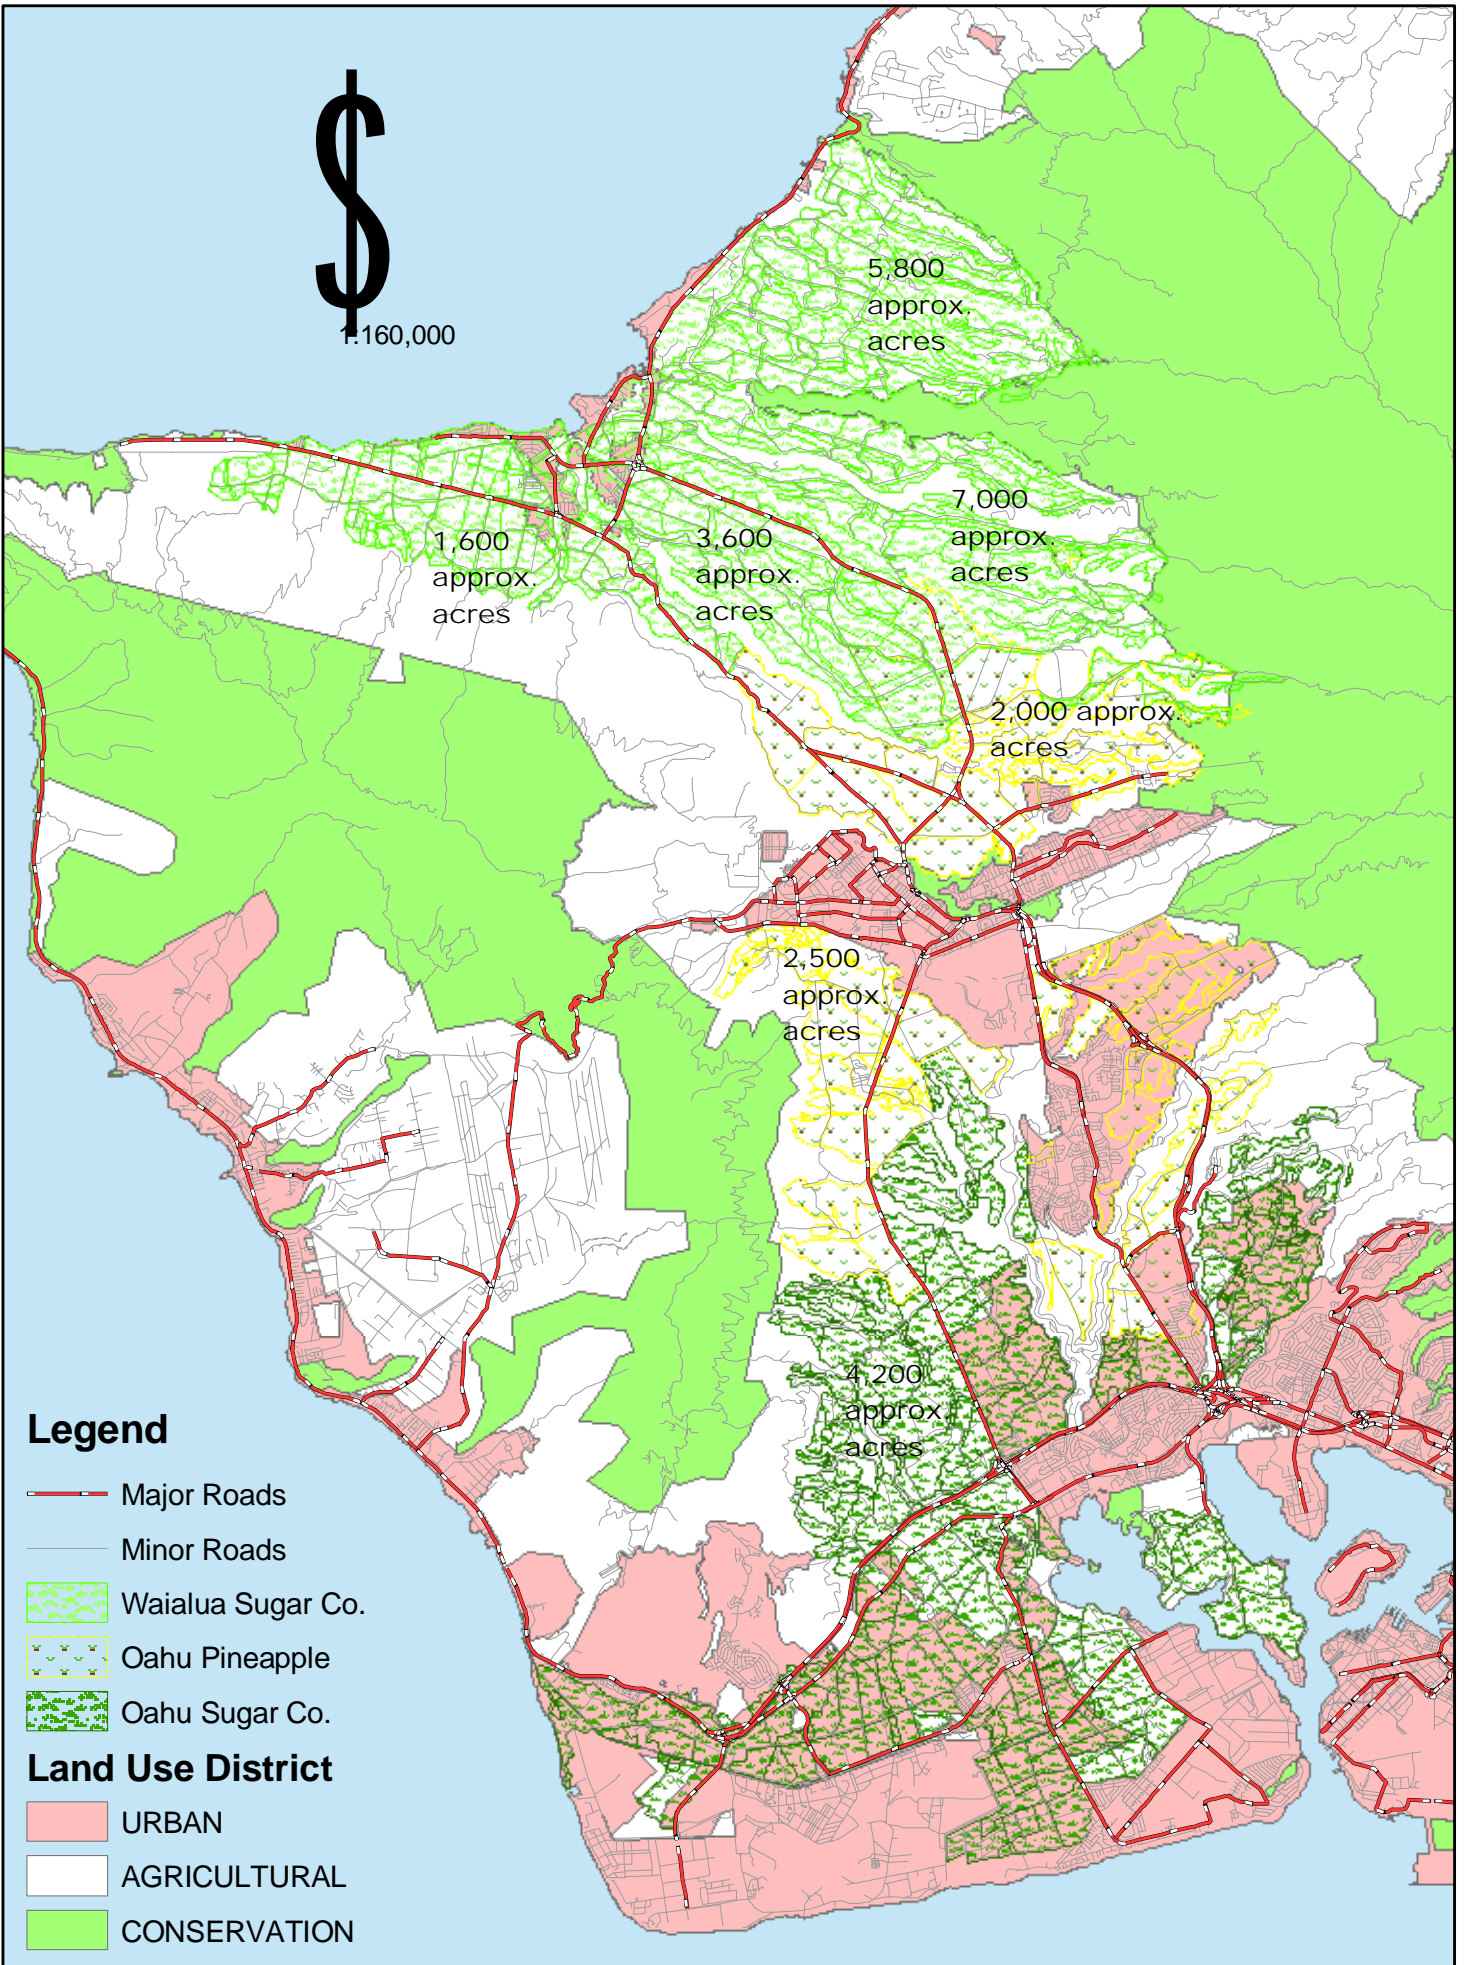 $
1:160,000
5,800
approx.
acres
7,000
approx.
acres
1,600
approx.
acres
3,600
approx.
acres
2,000 approx.
acres
2,500
approx.
acres
4,200
approx.
acres
Legend
Major Roads
Minor Roads
Waialua Sugar Co.
Oahu Pineapple
Oahu Sugar Co.
Land Use District
URBAN
AGRICULTURAL
CONSERVATION